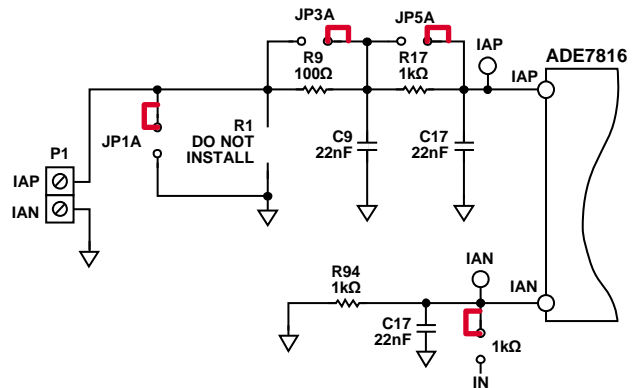 JP3A
JP5A
R9
100Ω
R17
1kΩ
IAP
ADE7816
IAP
JP1A
R1
DO NOT
INSTALL
C9
22nF
C17
22nF
P1
IAP
IAN
R94
1kΩ
IAN
IAN
C17
22nF
1kΩ
IN